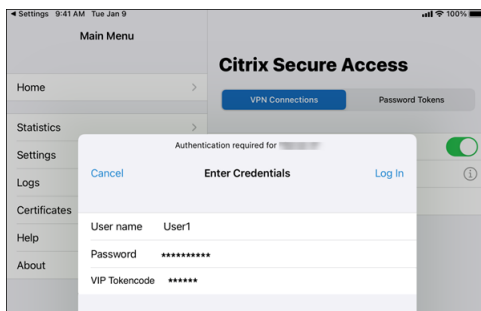 ◄ Settings 9:41 AM Tue Jan 9 100%
Main Menu
Citrix Secure Access
Home
VPN Connections Password Tokens
Statistics
Authentication required for
Settings
Cancel Enter Credentials Log In
Logs
Certificates
User name User1
Help
Password **********
About
VIP Tokencode ******